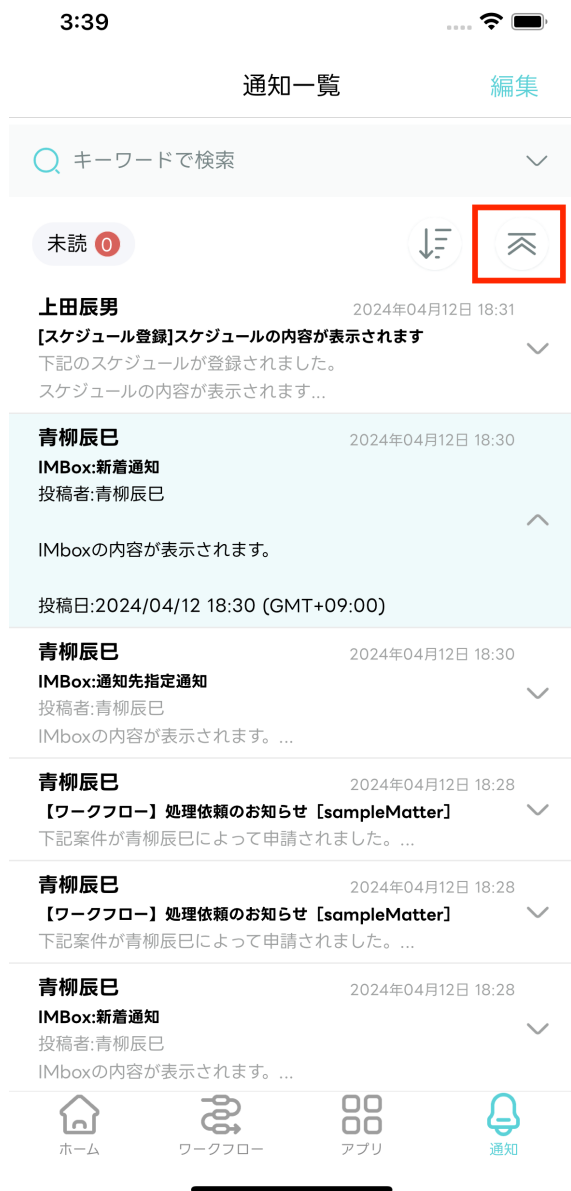 3:39
通知一覧
編集
キーワードで検索
未読 0
上田辰男
2024年04月12日 18:31
[スケジュール登録]スケジュールの内容が表示されます
下記のスケジュールが登録されました。
スケジュールの内容が表示されます...
青柳辰巳
2024年04月12日 18:30
IMBox:新着通知
投稿者:青柳辰巳
IMboxの内容が表示されます。
投稿日:2024/04/12 18:30 (GMT+09:00)
青柳辰巳
2024年04月12日 18:30
IMBox:通知先指定通知
投稿者:青柳辰巳
IMboxの内容が表示されます。...
青柳辰巳
2024年04月12日 18:28
【ワークフロー】処理依頼のお知らせ［sampleMatter］
下記案件が青柳辰巳によって申請されました。...
青柳辰巳
2024年04月12日 18:28
【ワークフロー】処理依頼のお知らせ［sampleMatter］
下記案件が青柳辰巳によって申請されました。...
青柳辰巳
2024年04月12日 18:28
IMBox:新着通知
投稿者:青柳辰巳
IMboxの内容が表示されます。...
ホーム
ワークフロー
アプリ
通知